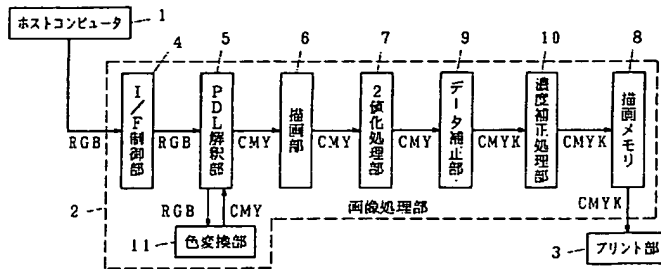 ホストコンピュータ
1
4
5
6
7
9
10
8
I/F制御部
PDL解釈部
描画部
2値化処理部
データ補正部
濃度補正処理部
描画メモリ
RGB
RGB
CMY
CMY
CMY
CMYK
CMYK
RGB
CMY
2
画像処理部
CMYK
11
色変換部
3
プリント部